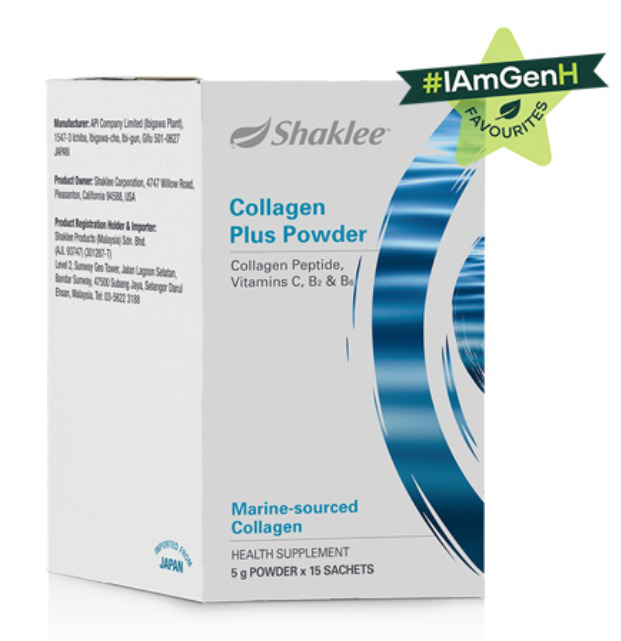 #IAmGenH
FAVOURITES
Shaklee®
Collagen
Plus Powder
Collagen Peptide,
Vitamins C, B2 & B6
Marine-sourced
Collagen
HEALTH SUPPLEMENT
5 g POWDER x 15 SACHETS
Manufacturer: API Company Limited (Ibigawa Plant),
1547-3 Ichiba, Ibigawa-cho, Ibi-gun, Gifu 501-0627
JAPAN
Product Owner: Shaklee Corporation, 4747 Willow Road,
Pleasanton, California 94588, USA
Product Registration Holder & Importer:
Shaklee Products (Malaysia) Sdn. Bhd.
(AJL 93747) (301287-T)
Level 2, Sunway Geo Tower, Jalan Lagoon Selatan,
Bandar Sunway, 47500 Subang Jaya, Selangor Darul
Ehsan, Malaysia. Tel: 03-5622 3188
IMPORTED FROM
JAPAN